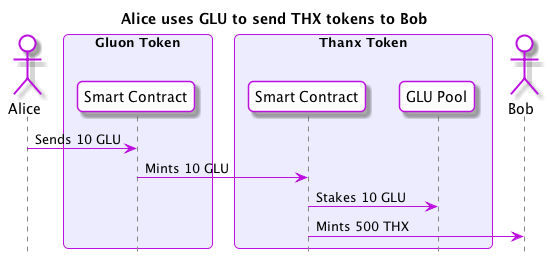 Alice uses GLU to send THX tokens to Bob
Gluon Token
Thanx Token
Alice
Smart Contract
Smart Contract
GLU Pool
Bob
Sends 10 GLU
Mints 10 GLU
Stakes 10 GLU
Mints 500 THX